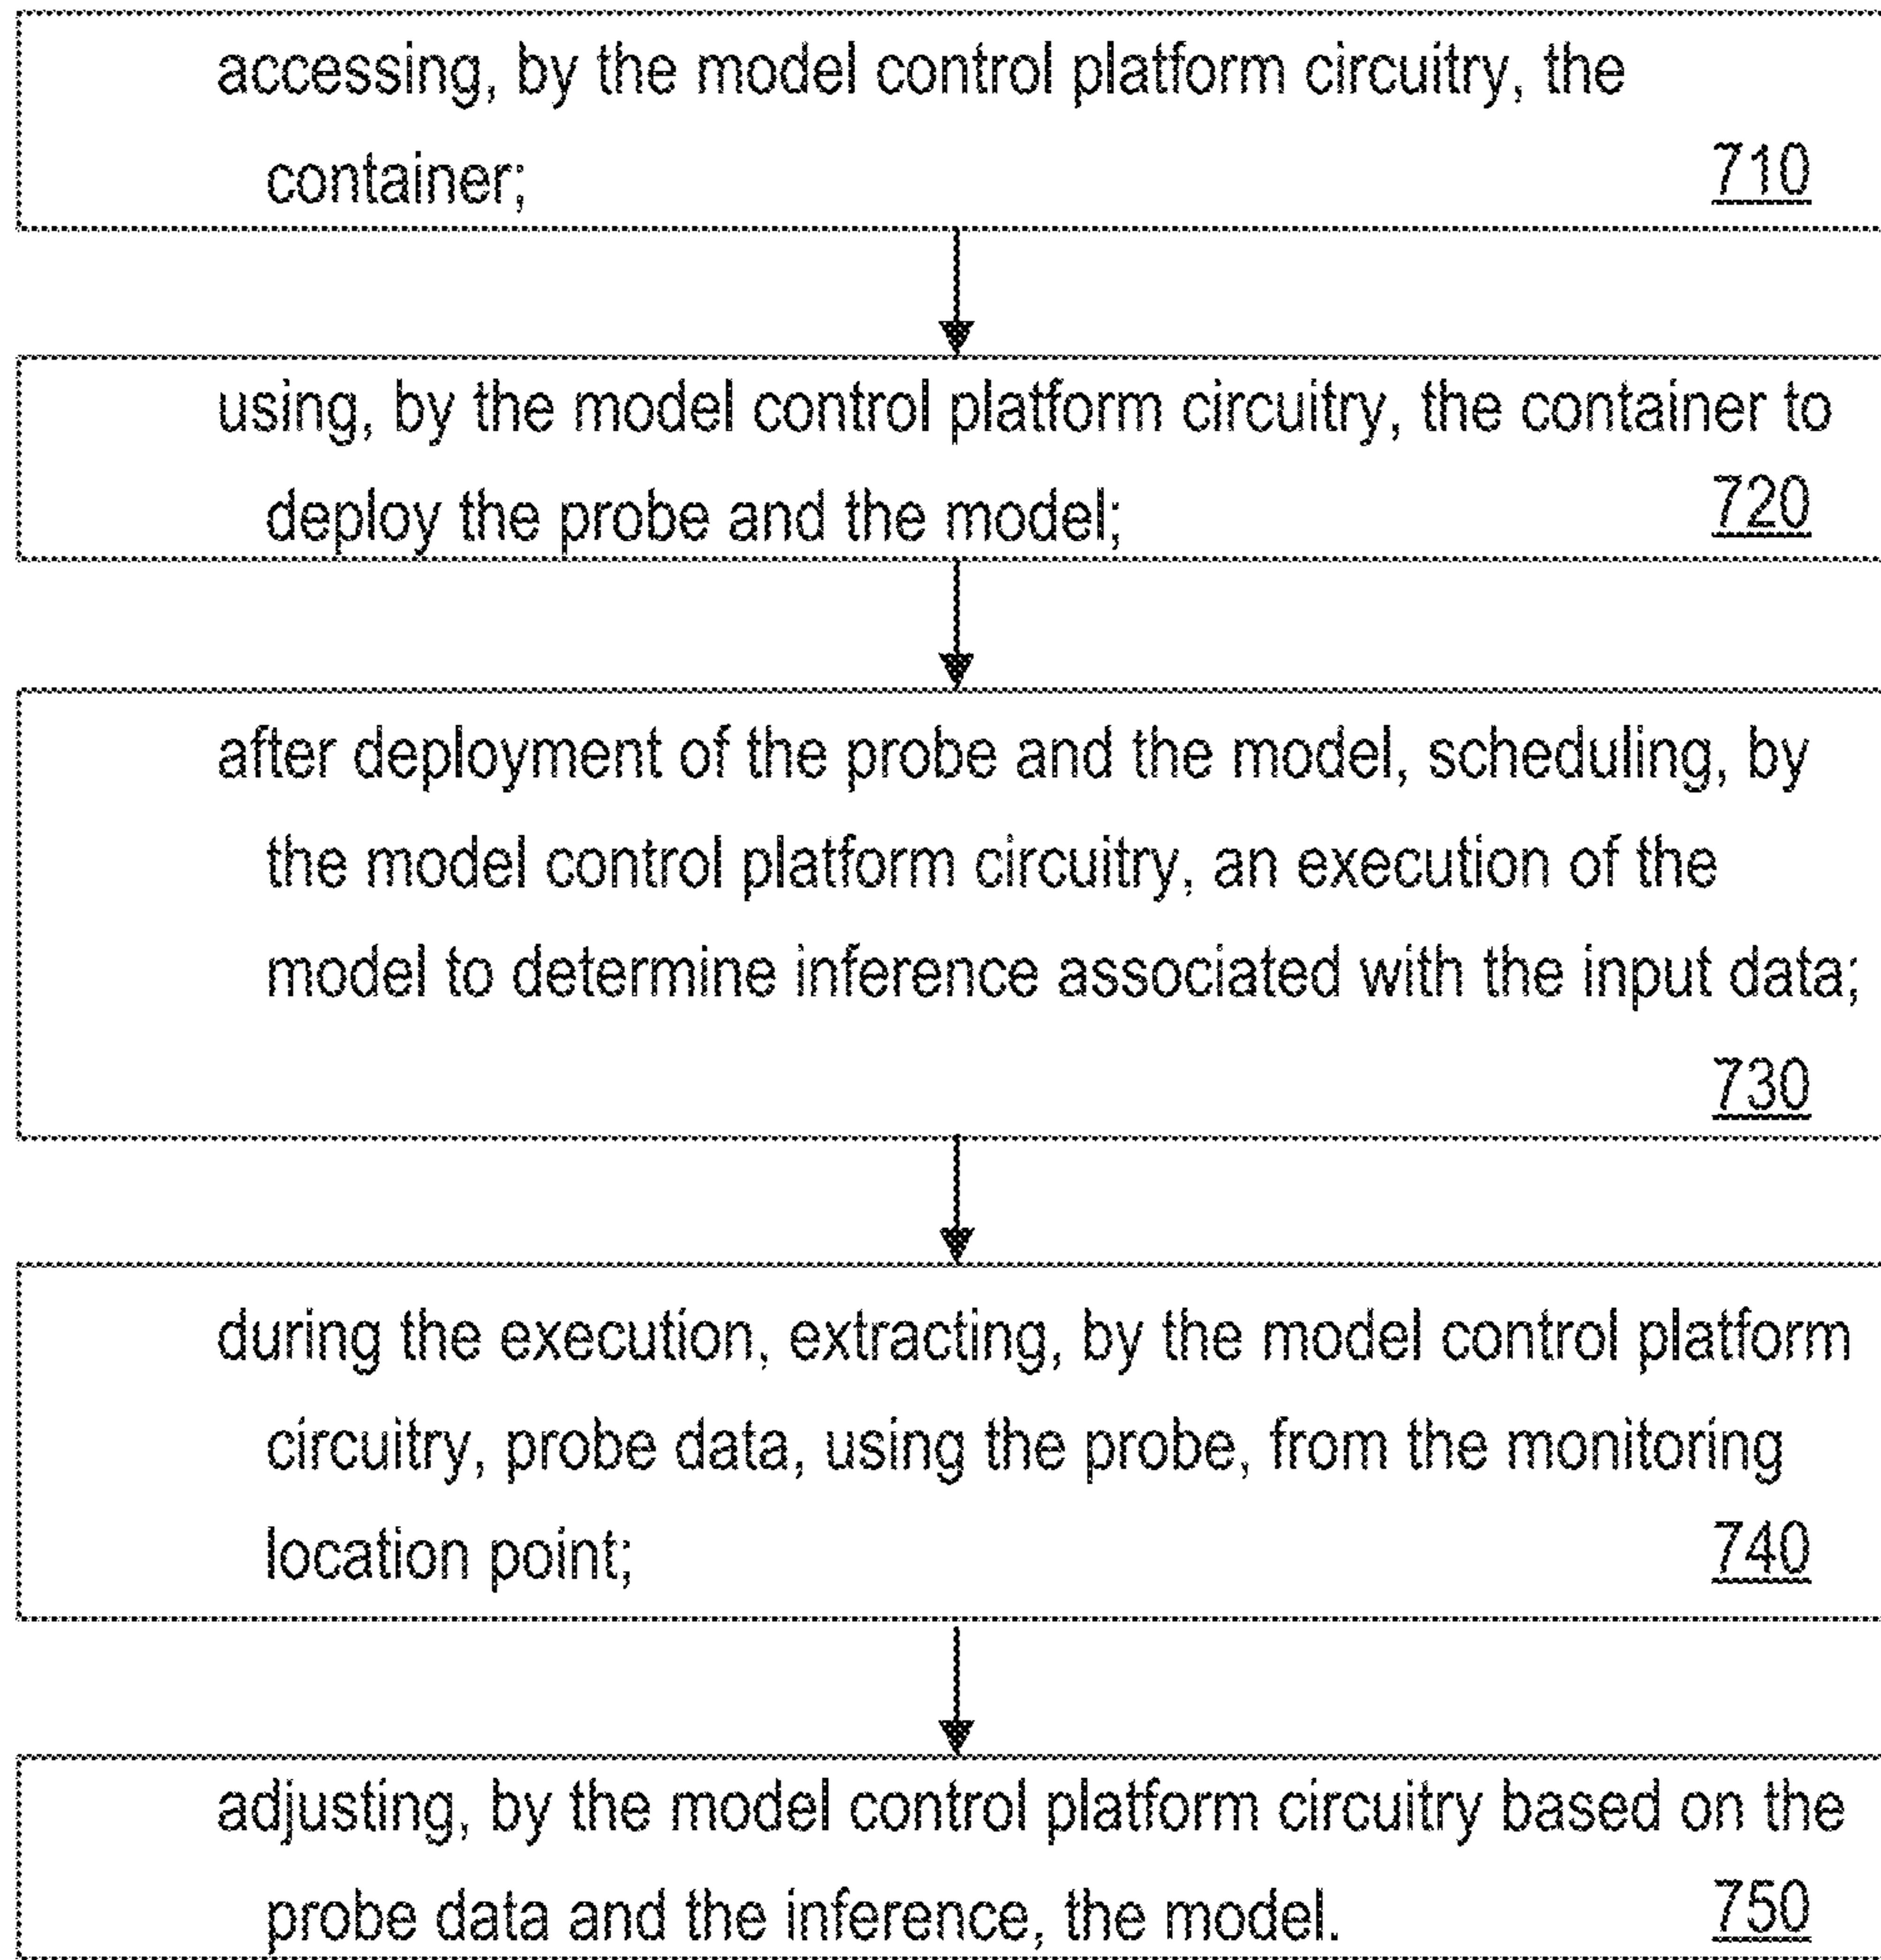 accessing, by the model control platform circuitry, the
container; 710
using, by the model control platform circuitry, the container to
deploy the probe and the model; 720
after deployment of the probe and the model, scheduling, by
the model control platform circuitry, an execution of the
model to determine inference associated with the input data;
730
during the execution, extracting, by the model control platform
circuitry, probe data, using the probe, from the monitoring
location point; 740
adjusting, by the model control platform circuitry based on the
probe data and the inference, the model. 750